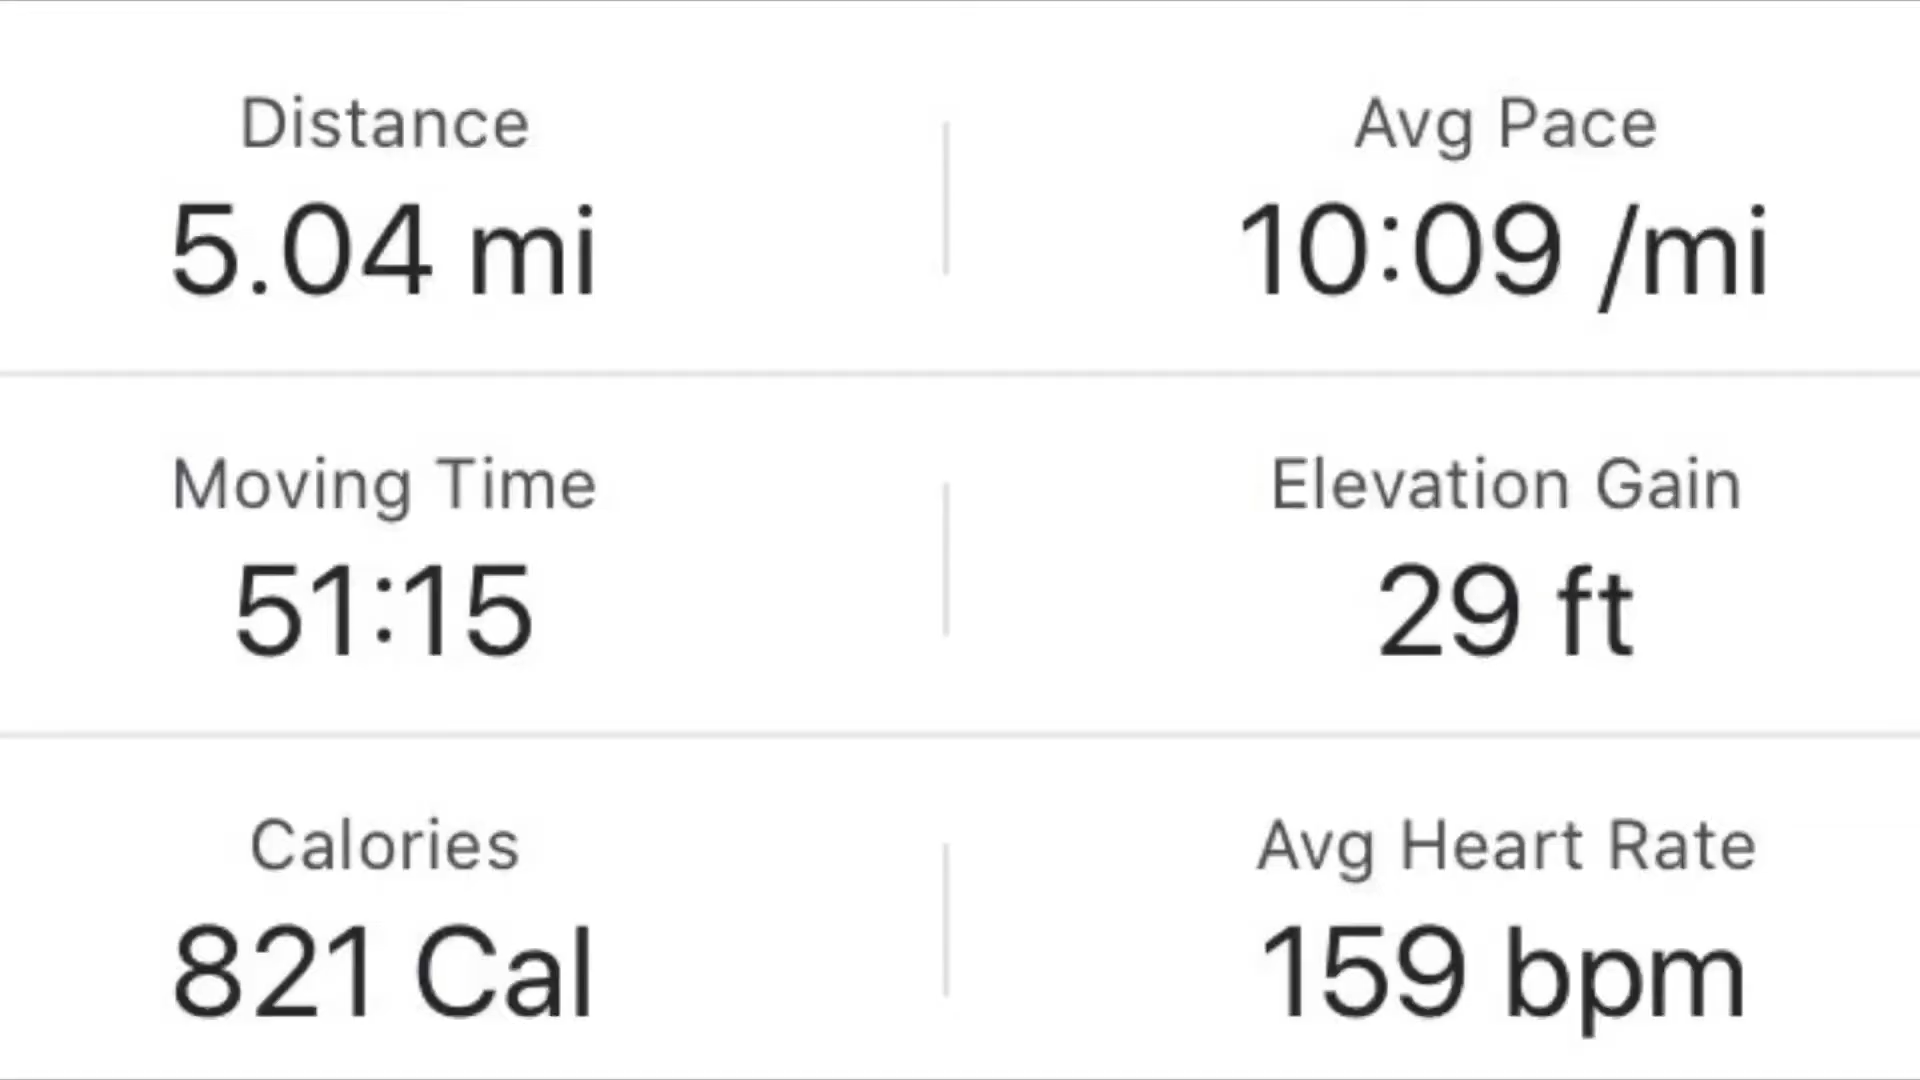 Distance
5.04 mi
Avg Pace
10:09 /mi
Moving Time
51:15
Elevation Gain
29 ft
Calories
821 Cal
Avg Heart Rate
159 bpm